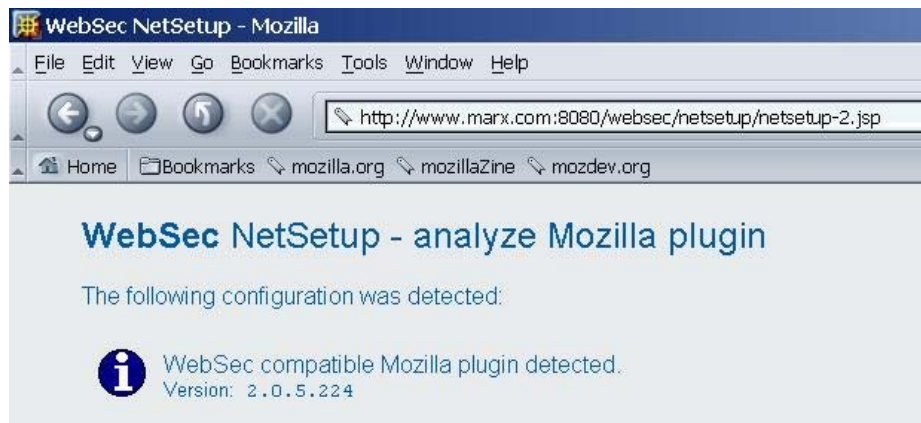 WebSec NetSetup - Mozilla
File Edit View Go Bookmarks Tools Window Help
http://www.marx.com:8080/websec/netsetup/netsetup-2.jsp
Home Bookmarks mozilla.org mozillaZine mozdev.org
WebSec NetSetup - analyze Mozilla plugin
The following configuration was detected:
WebSec compatible Mozilla plugin detected.
Version: 2.0.5.224